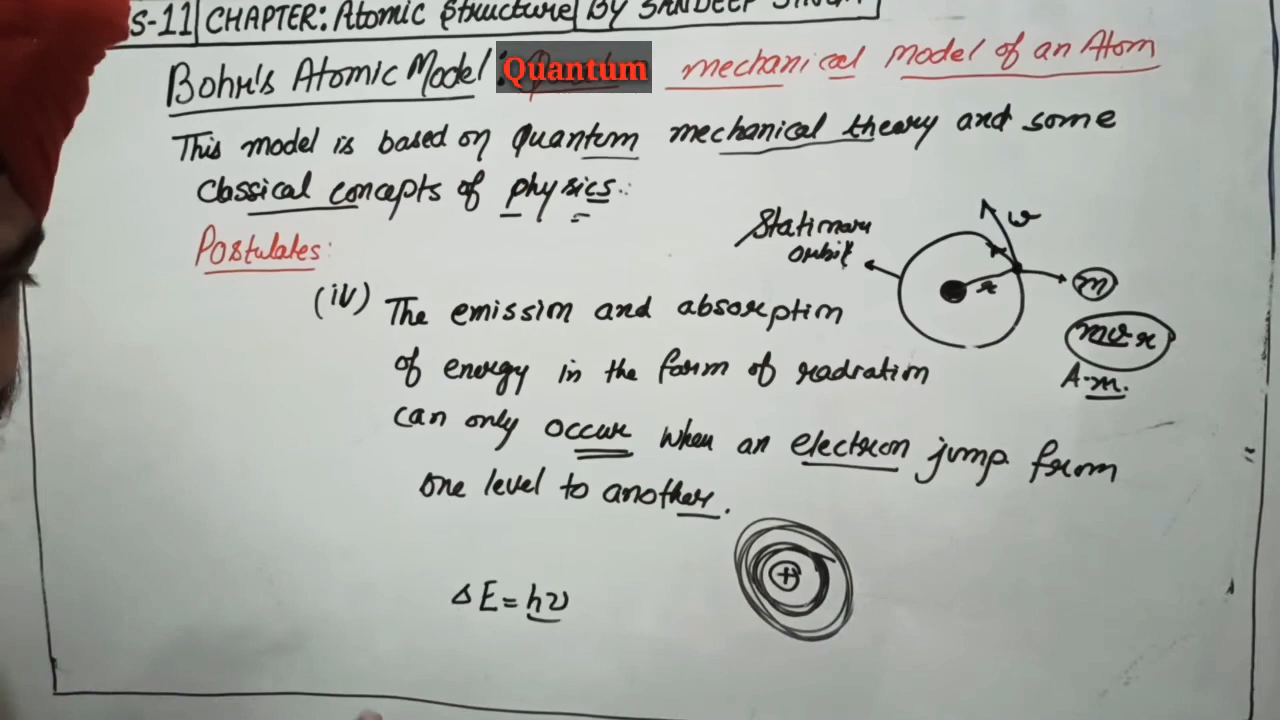 S-11 CHAPTER: Atomic Structure BY SANDEEP SINGH
Bohr's Atomic Model: Quantum mechanical Model of an Atom
This model is based on Quantum mechanical theory and some
classical concepts of physics.
Postulates:
Stationary
orbit
v
r
m
mvr
A.m.
(iv) The emission and absorption
of energy in the form of radiation
can only occur when an electron jump from
one level to another.
+
ΔE = hν